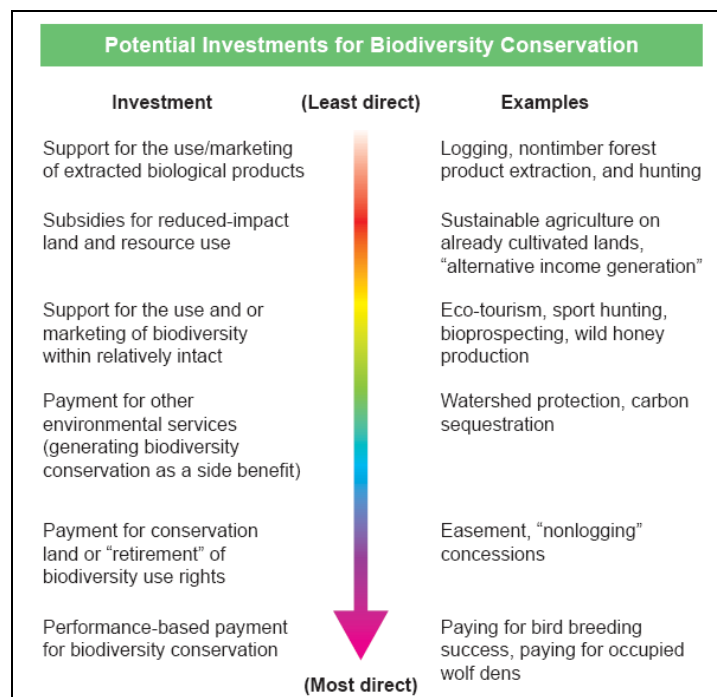 Potential Investments for Biodiversity Conservation
Investment (Least direct) Examples
Support for the use/marketing
of extracted biological products
Logging, nontimber forest
product extraction, and hunting
Subsidies for reduced-impact
land and resource use
Sustainable agriculture on
already cultivated lands,
“alternative income generation”
Support for the use and or
marketing of biodiversity
within relatively intact
Eco-tourism, sport hunting,
bioprospecting, wild honey
production
Payment for other
environmental services
(generating biodiversity
conservation as a side benefit)
Watershed protection, carbon
sequestration
Payment for conservation
land or “retirement” of
biodiversity use rights
Easement, “nonlogging”
concessions
Performance-based payment
for biodiversity conservation
Paying for bird breeding
success, paying for occupied
wolf dens
(Most direct)